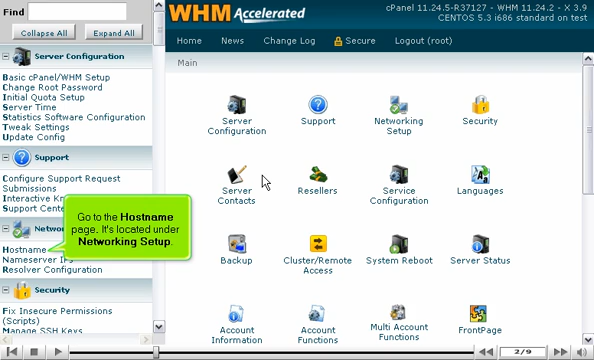 Find
Collapse All
Expand All
WHM Accelerated
cPanel 11.24.5-R37127 - WHM 11.24.2 - X 3.9
CENTOS 5.3 i686 standard on test
Home
News
Change Log
Secure
Logout (root)
Main
Server Configuration
Basic cPanel/WHM Setup
Change Root Password
Initial Quota Setup
Server Time
Statistics Software Configuration
Tweak Settings
Update Config
Support
Configure Support Request
Submissions
Interactive Kn
Support Cent
Netwo
Hostname
Nameserver IPs
Resolver Configuration
Security
Fix Insecure Permissions
(Scripts)
Manage SSH Keys
Go to the Hostname
page. It's located under
Networking Setup.
Server
Configuration
Support
Networking
Setup
Security
Server
Contacts
Resellers
Service
Configuration
Languages
Backup
Cluster/Remote
Access
System Reboot
Server Status
Account
Information
Account
Functions
Multi Account
Functions
FrontPage
2/9